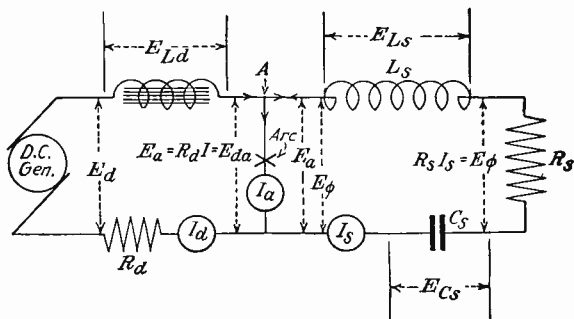 E_Ld
E_Ls
A
L_s
D.C.
Gen.
E_d
E_a = R_d I = E_da
Arc
I_a
E_a
E_ϕ
R_s I_s = E_ϕ
R_s
R_d
I_d
I_s
C_s
E_Cs